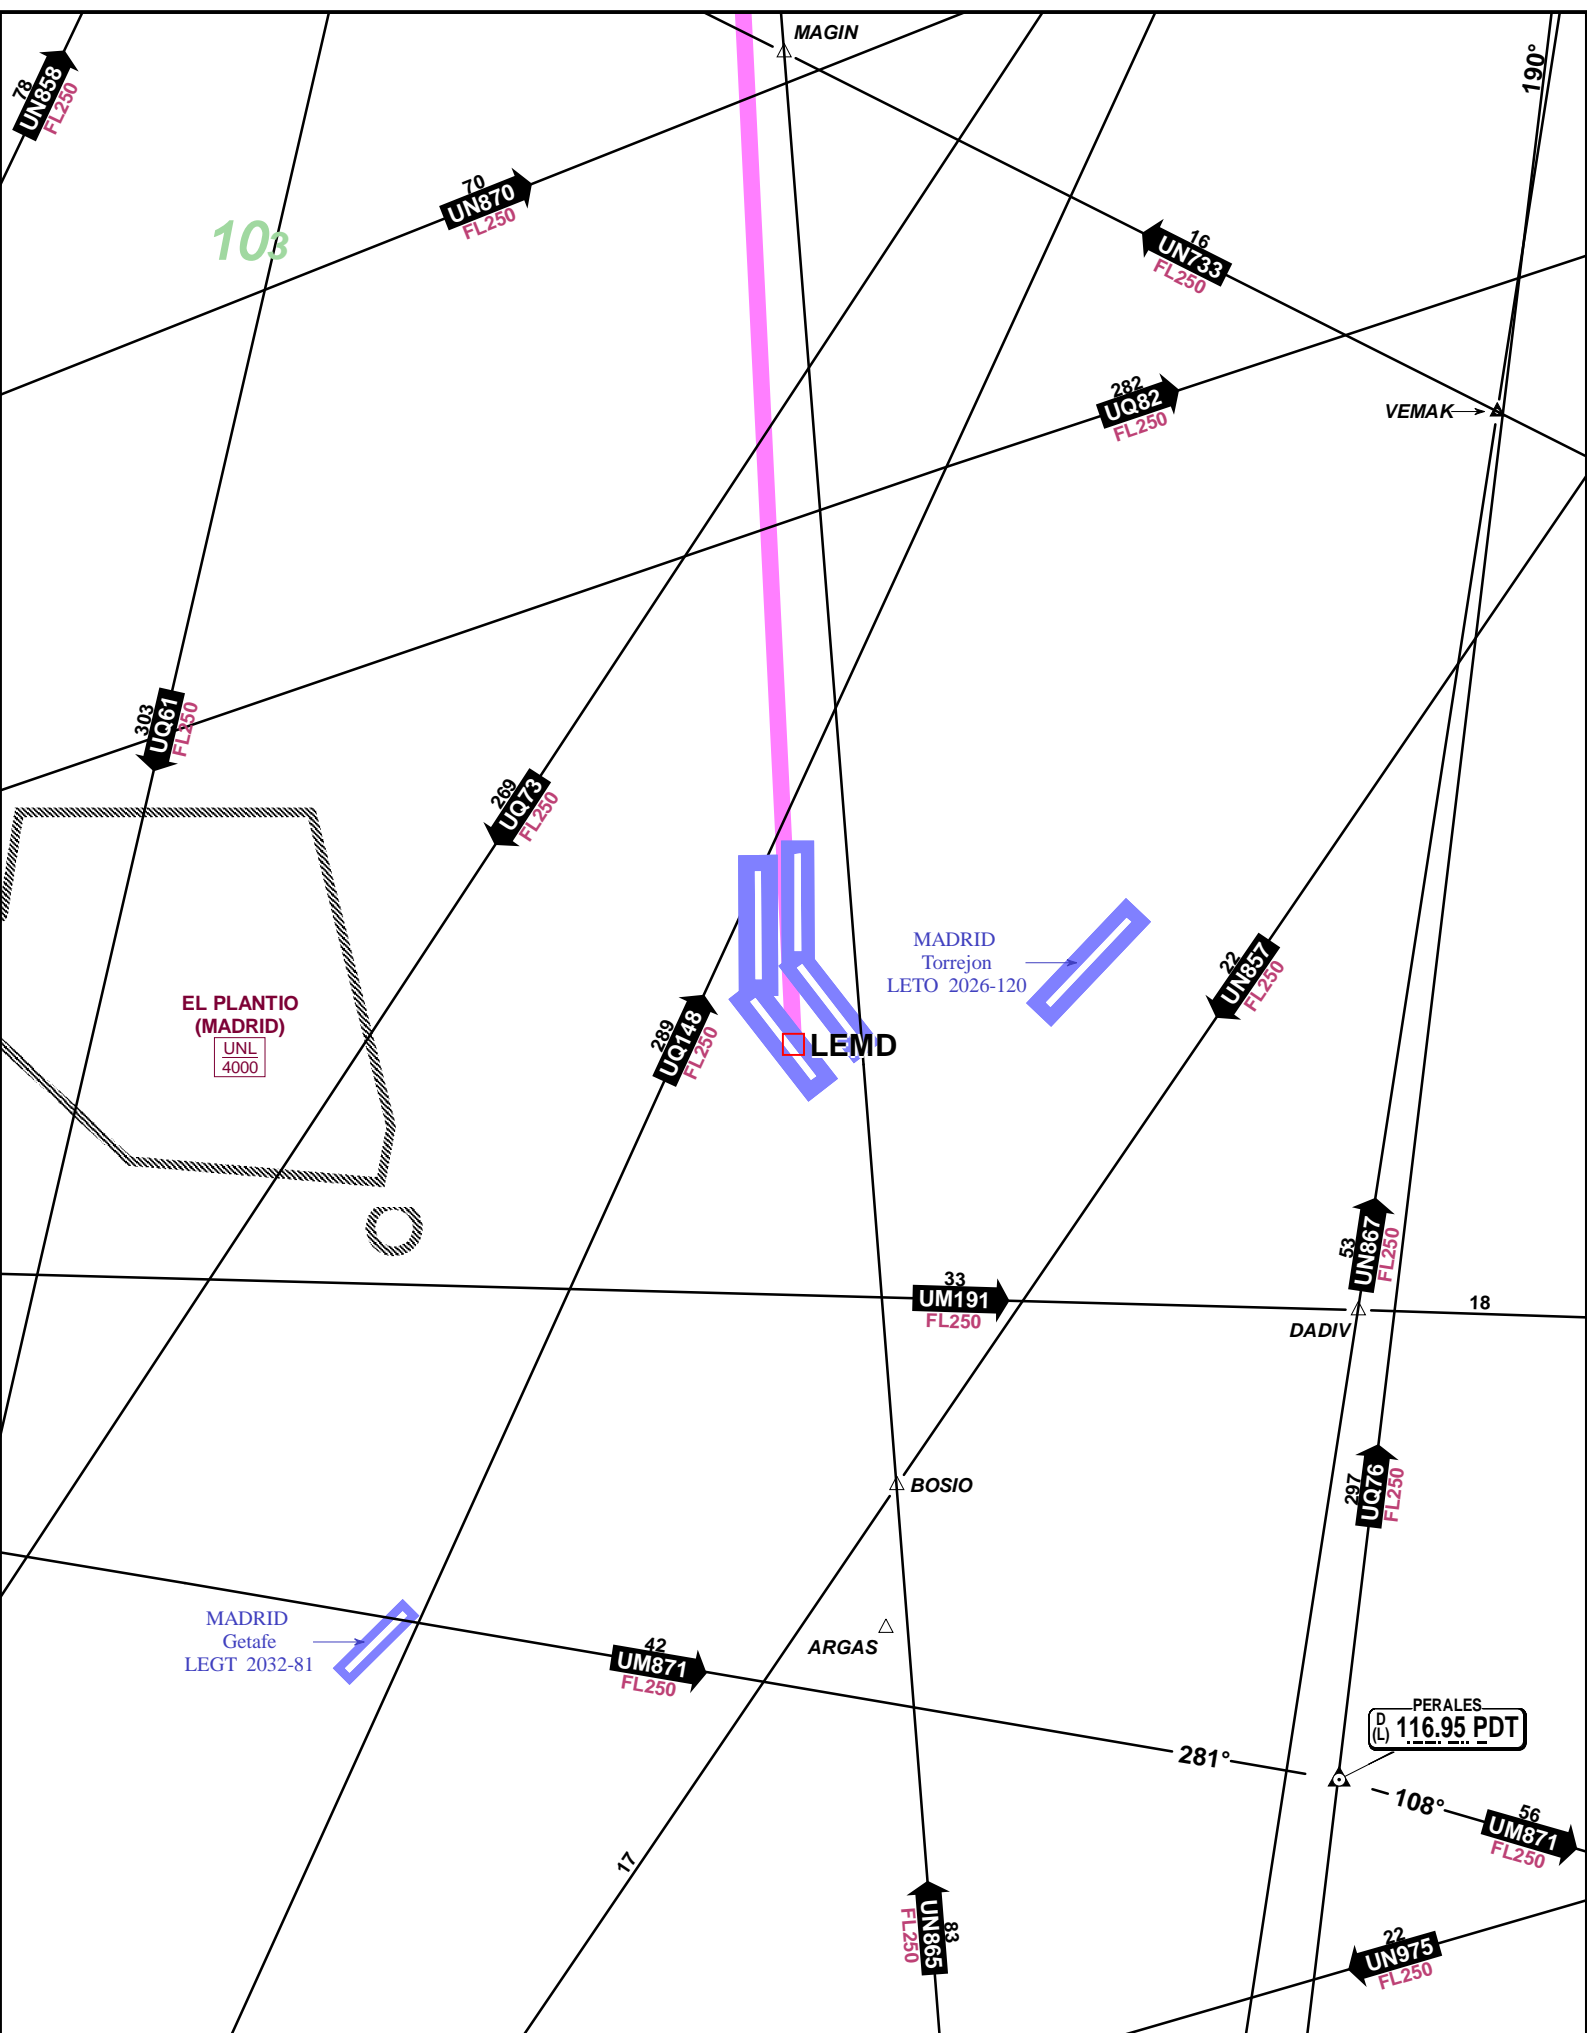 MAGIN
190°
78
UN858
FL250
70
UN870
FL250
103
16
UN733
FL250
282
UQ82
FL250
VEMAK
303
UQ61
FL250
269
UQ73
FL250
MADRID
Torrejon
LETO 2026-120
22
UN857
FL250
EL PLANTIO
(MADRID)
UNL
4000
289
UQ148
FL250
LEMD
53
UN867
FL250
33
UM191
FL250
18
DADIV
297
UQ76
FL250
BOSIO
MADRID
Getafe
LEGT 2032-81
ARGAS
42
UM871
FL250
PERALES
D
(L) 116.95 PDT
281°
108°
56
UM871
FL250
17
83
UN865
FL250
22
UN975
FL250